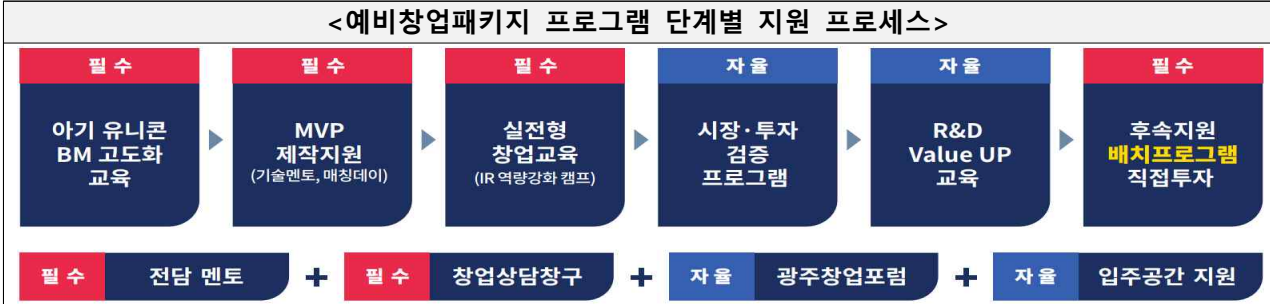 <예비창업패키지 프로그램 단계별 지원 프로세스>
필수
아기 유니콘
BM 고도화
교육
필수
MVP
제작지원
(기술멘토, 매칭데이)
필수
실전형
창업교육
(IR 역량강화 캠프)
자율
시장·투자
검증
프로그램
자율
R&D
Value UP
교육
필수
후속지원
배치프로그램
직접투자
필수 전담 멘토 + 필수 창업상담창구 + 자율 광주창업포럼 + 자율 입주공간 지원